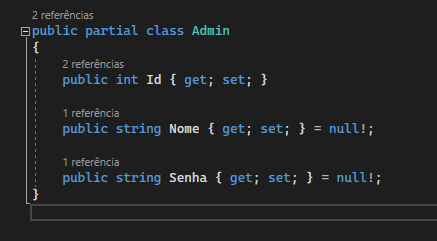 2 referências
public partial class Admin
{
2 referências
public int Id { get; set; }
1 referência
public string Nome { get; set; } = null!;
1 referência
public string Senha { get; set; } = null!;
}